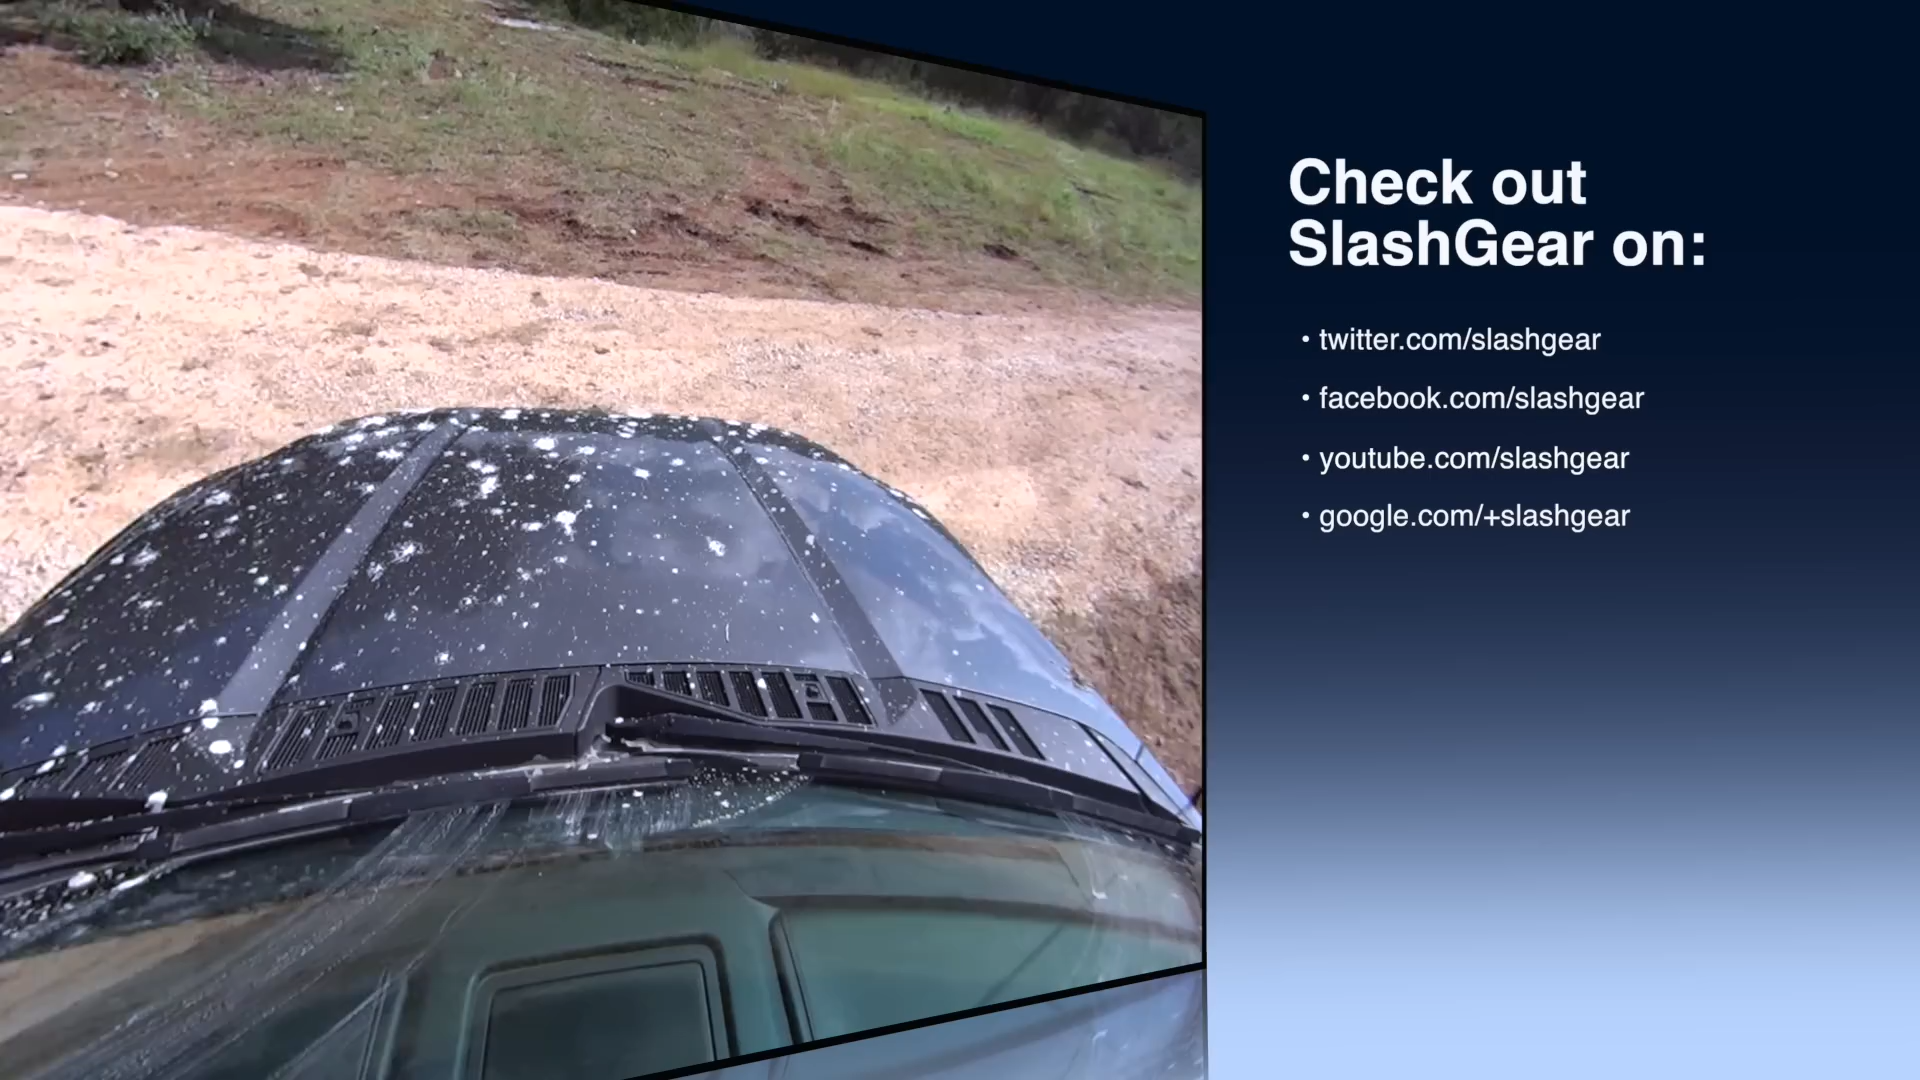 Check out
SlashGear on:
• twitter.com/slashgear
• facebook.com/slashgear
• youtube.com/slashgear
• google.com/+slashgear